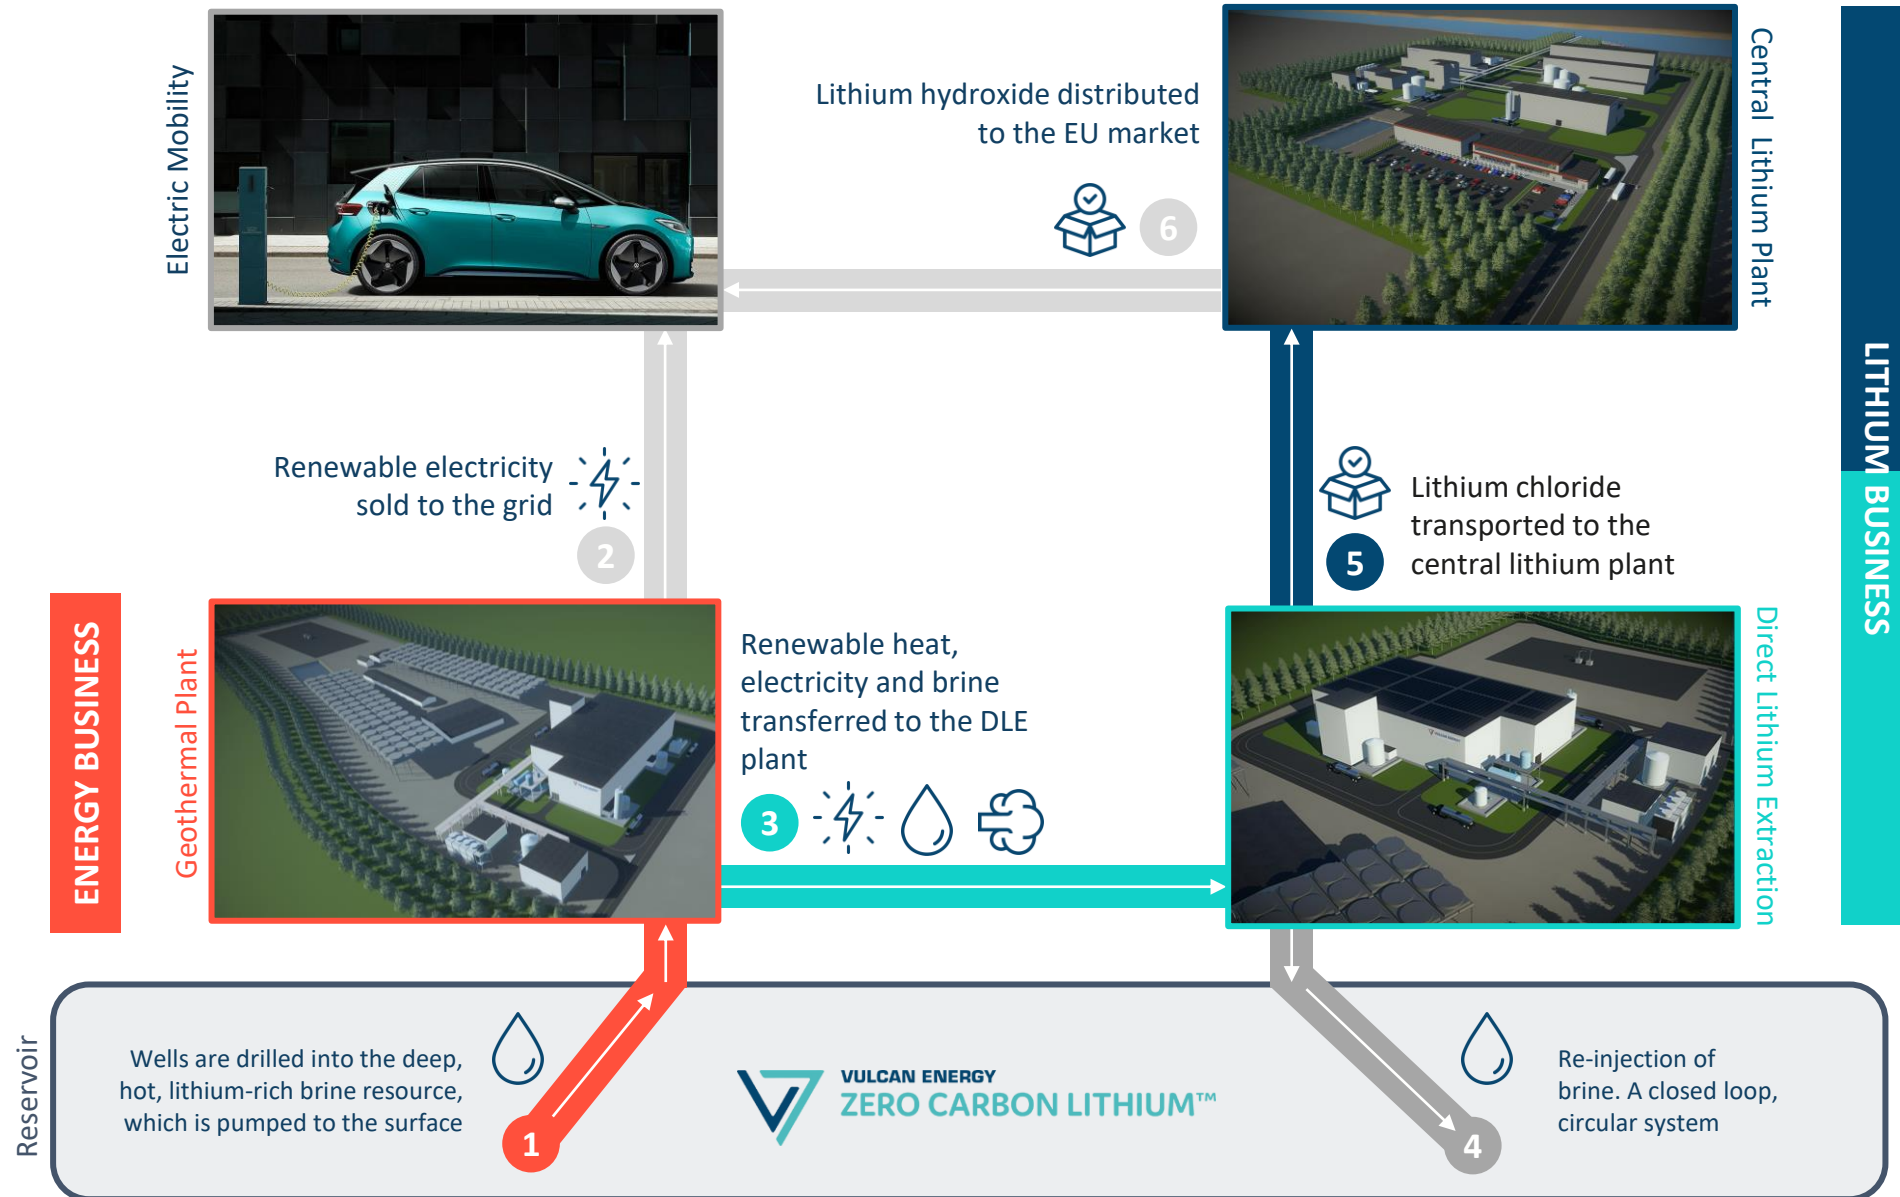 Electric Mobility
Lithium hydroxide distributed
to the EU market
6
Central Lithium Plant
LITHIUM BUSINESS
Renewable electricity
sold to the grid
2
Lithium chloride
transported to the
central lithium plant
5
ENERGY BUSINESS
Geothermal Plant
Renewable heat,
electricity and brine
transferred to the DLE
plant
3
Direct Lithium Extraction
Reservoir
Wells are drilled into the deep,
hot, lithium-rich brine resource,
which is pumped to the surface
1
VULCAN ENERGY
ZERO CARBON LITHIUM™
4
Re-injection of
brine. A closed loop,
circular system